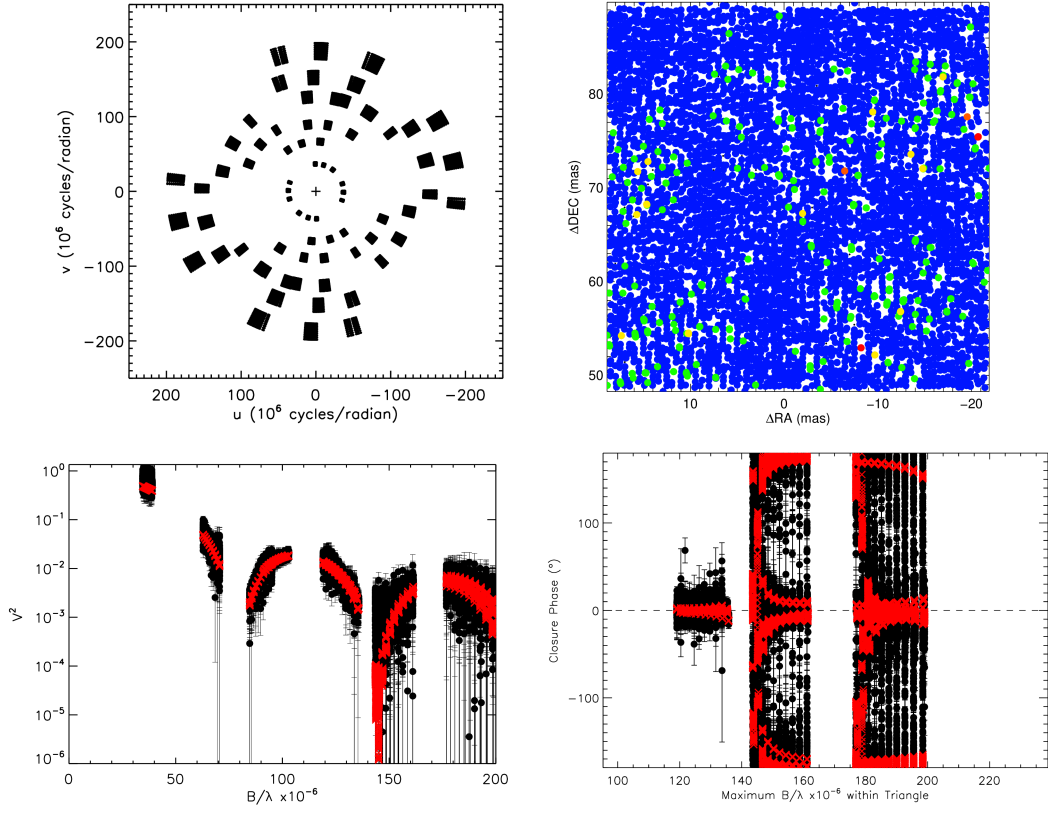 200
100
0
-100
-200
v (10⁶ cycles/radian)
200 100 0 -100 -200
u (10⁶ cycles/radian)
80
70
60
50
ΔDEC (mas)
10 0 -10 -20
ΔRA (mas)
10⁰
10⁻¹
10⁻²
10⁻³
10⁻⁴
10⁻⁵
10⁻⁶
V²
0 50 100 150 200
B/λ ×10⁻⁶
100
0
-100
Closure Phase (°)
100 120 140 160 180 200 220
Maximum B/λ ×10⁻⁶ within Triangle